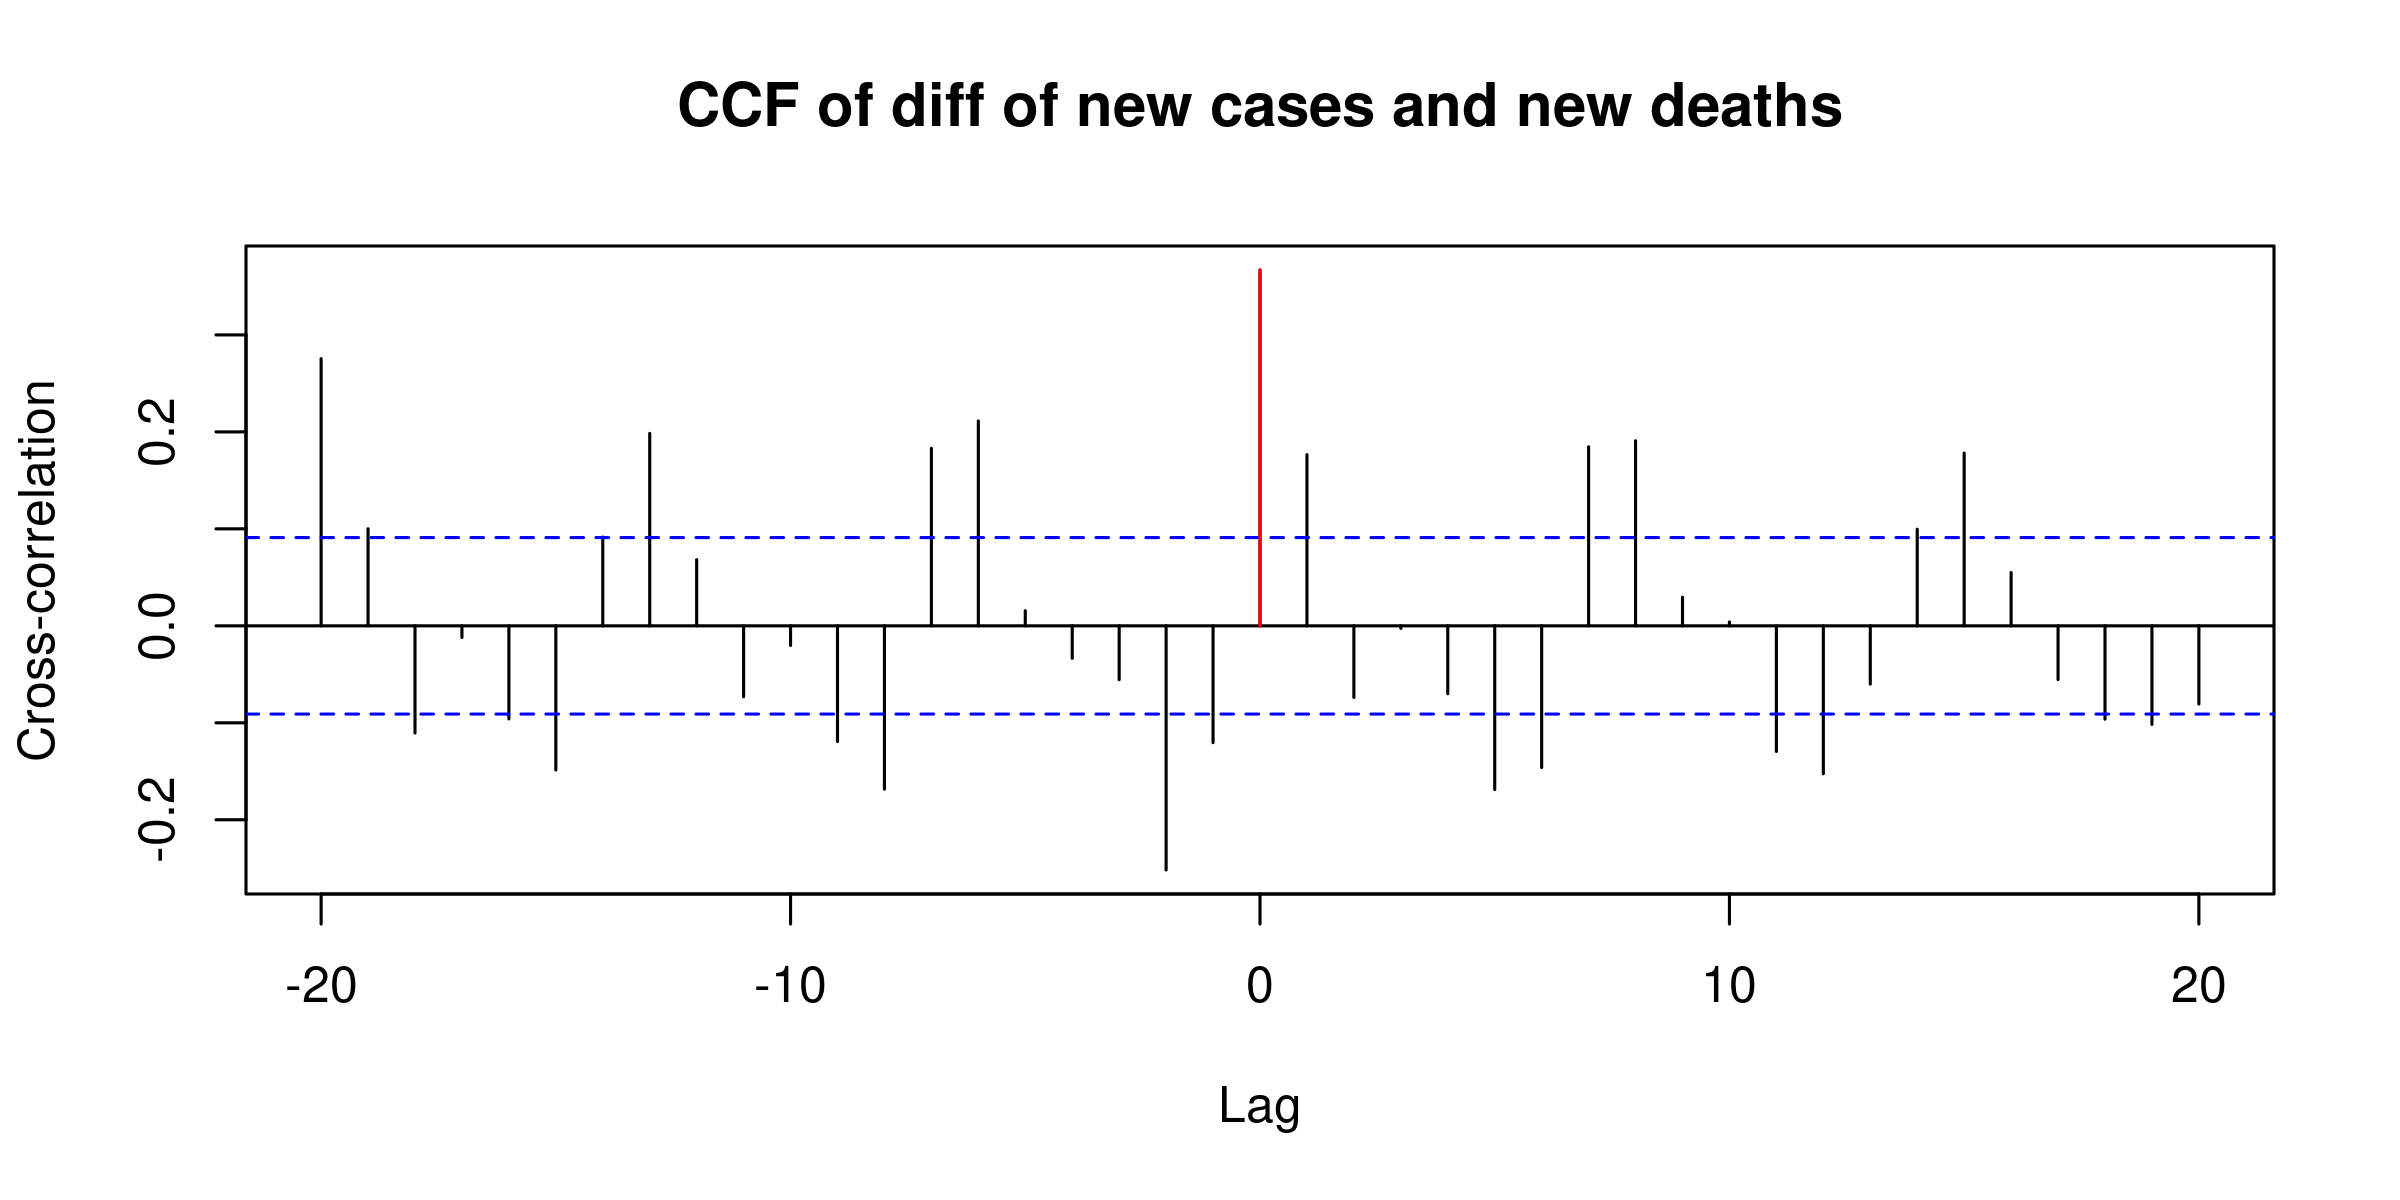 CCF of diff of new cases and new deaths
Cross-correlation
0.2
0.0
-0.2
-20 -10 0 10 20
Lag